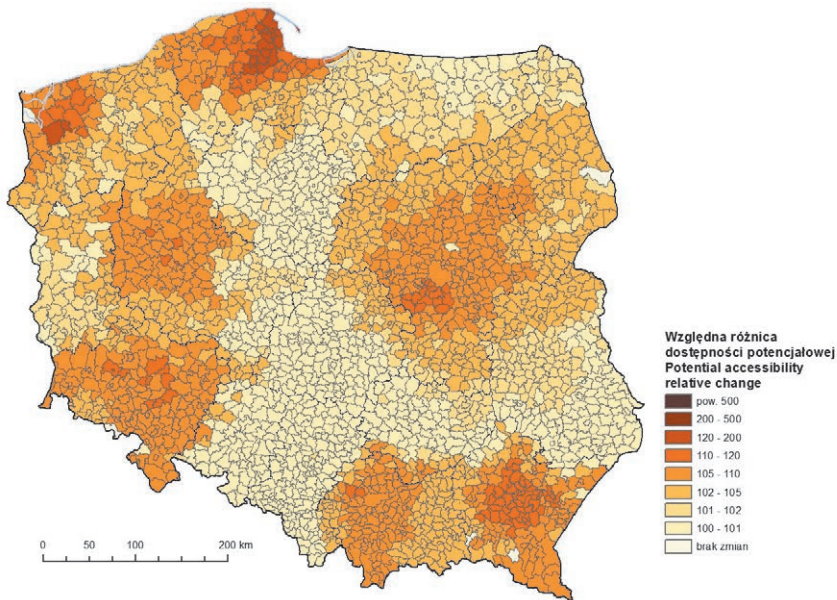 Względna różnica
dostępności potencjałowej
Potential accessibility
relative change
pow. 500
200 - 500
120 - 200
110 - 120
105 - 110
102 - 105
101 - 102
100 - 101
brak zmian
0 50 100 200 km